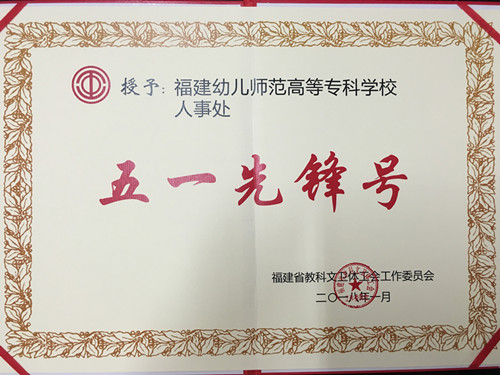 授予：福建幼儿师范高等专科学校
人事处
五一先锋号
福建省教科文卫体工会工作委员会
二〇一八年一月